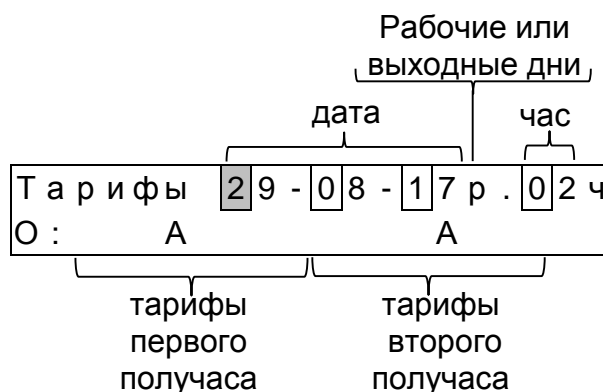 Рабочие или
выходные дни
дата
час
Тарифы 29-08-17р.02ч
О: А А
тарифы
первого
получаса
тарифы
второго
получаса